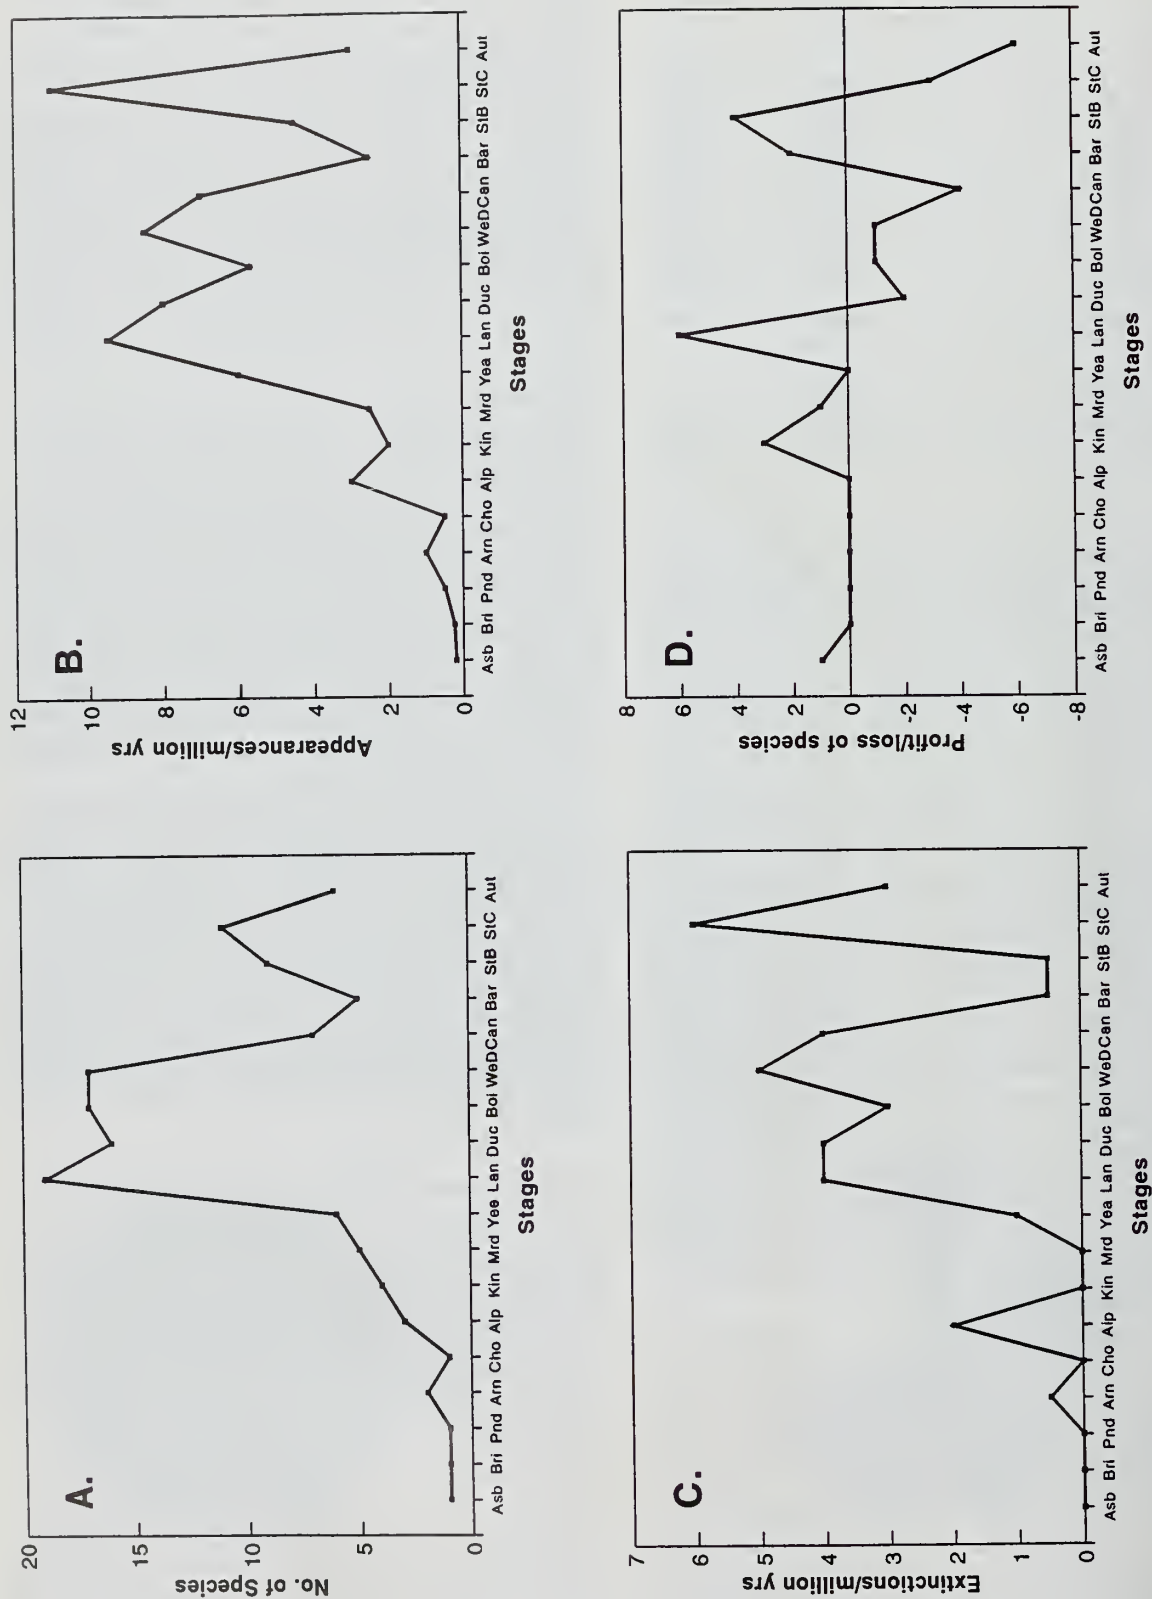 A.
No. of Species
20
15
10
5
0
Asb Bri Pnd Arn Cho Alp Kin Mrd Yea Lan Duc Bol WeDCan Bar StB StC Aut
Stages
B.
Appearances/million yrs
12
10
8
6
4
2
0
Asb Bri Pnd Arn Cho Alp Kin Mrd Yea Lan Duc Bol WeDCan Bar StB StC Aut
Stages
C.
Extinctions/million yrs
7
6
5
4
3
2
1
0
Asb Bri Pnd Arn Cho Alp Kin Mrd Yea Lan Duc Bol WeDCan Bar StB StC Aut
Stages
D.
Profit/loss of species
8
6
4
2
0
-2
-4
-6
-8
Asb Bri Pnd Arn Cho Alp Kin Mrd Yea Lan Duc Bol WeDCan Bar StB StC Aut
Stages